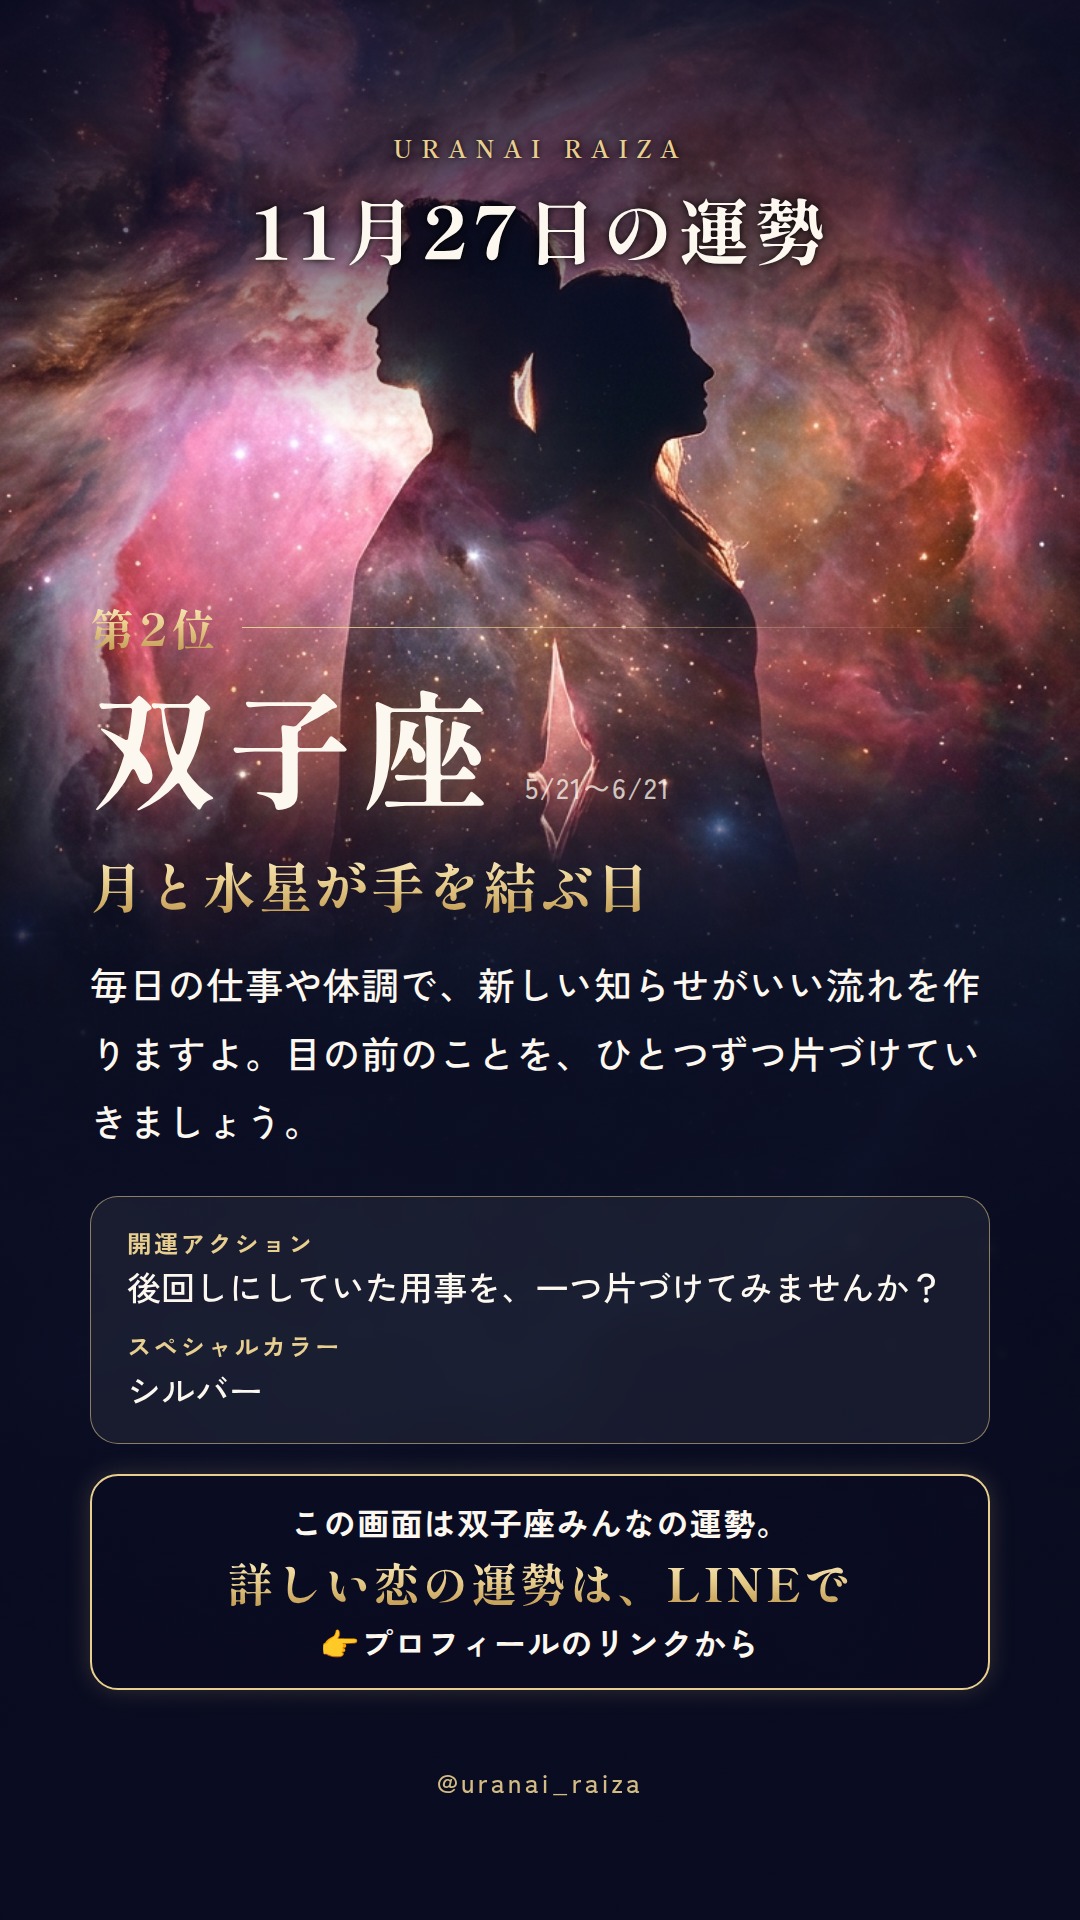 URANAI RAIZA
11月27日の運勢
第2位
双子座 5/21〜6/21
月と水星が手を結ぶ日
毎日の仕事や体調で、新しい知らせがいい流れを作
りますよ。目の前のことを、ひとつずつ片づけてい
きましょう。
開運アクション
後回しにしていた用事を、一つ片づけてみませんか？
スペシャルカラー
シルバー
この画面は双子座みんなの運勢。
詳しい恋の運勢は、LINEで
👉プロフィールのリンクから
@uranai_raiza